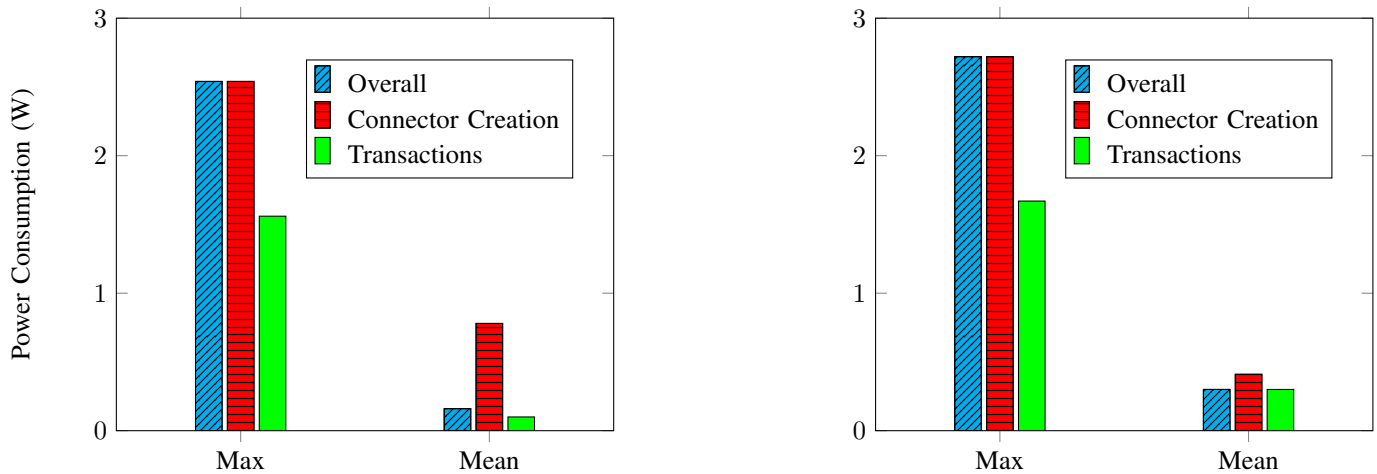 Power Consumption (W)
3
2
1
0
Overall
Connector Creation
Transactions
Max Mean
3
2
1
0
Overall
Connector Creation
Transactions
Max Mean